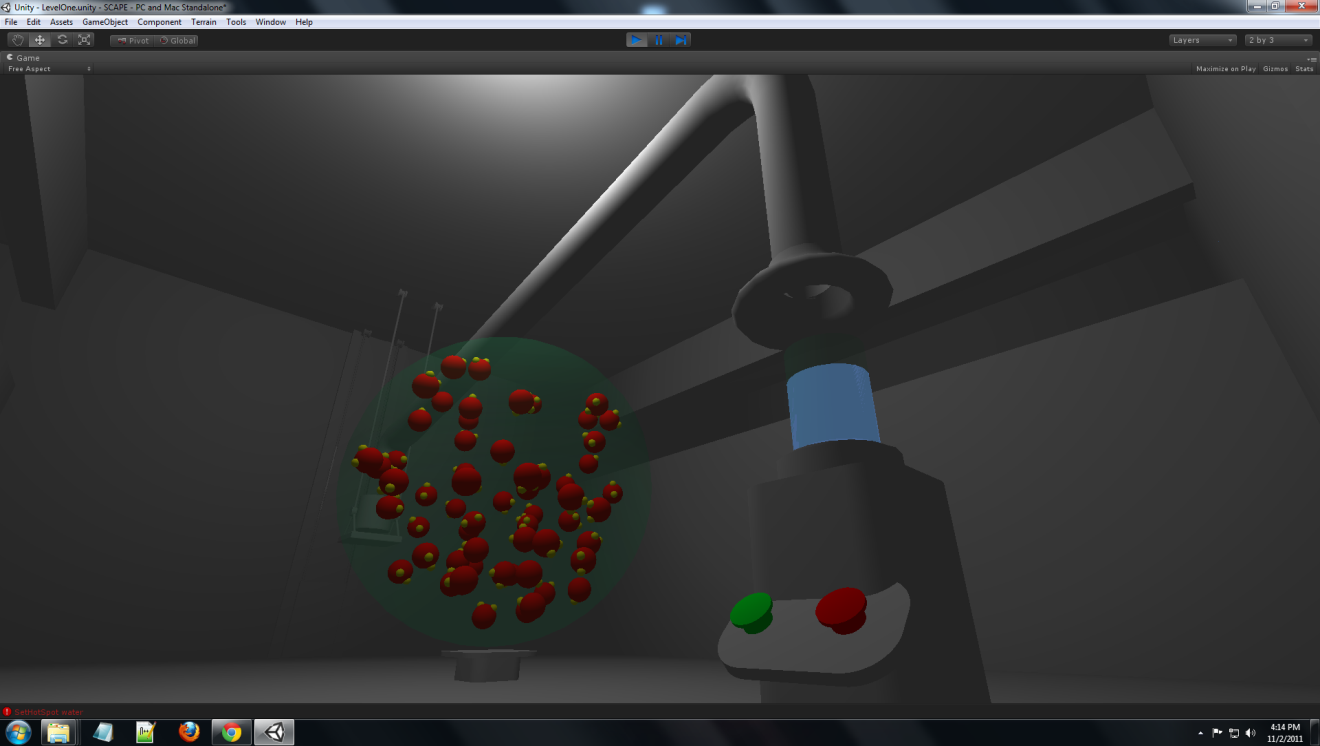 Unity - LevelOne.unity - SCAPE - PC and Mac Standalone*
File Edit Assets GameObject Component Terrain Tools Window Help
Pivot Global Layers 2 by 3
Game
Free Aspect Maximize on Play Gizmos Stats
SetHotSpot water
4:14 PM
11/2/2011